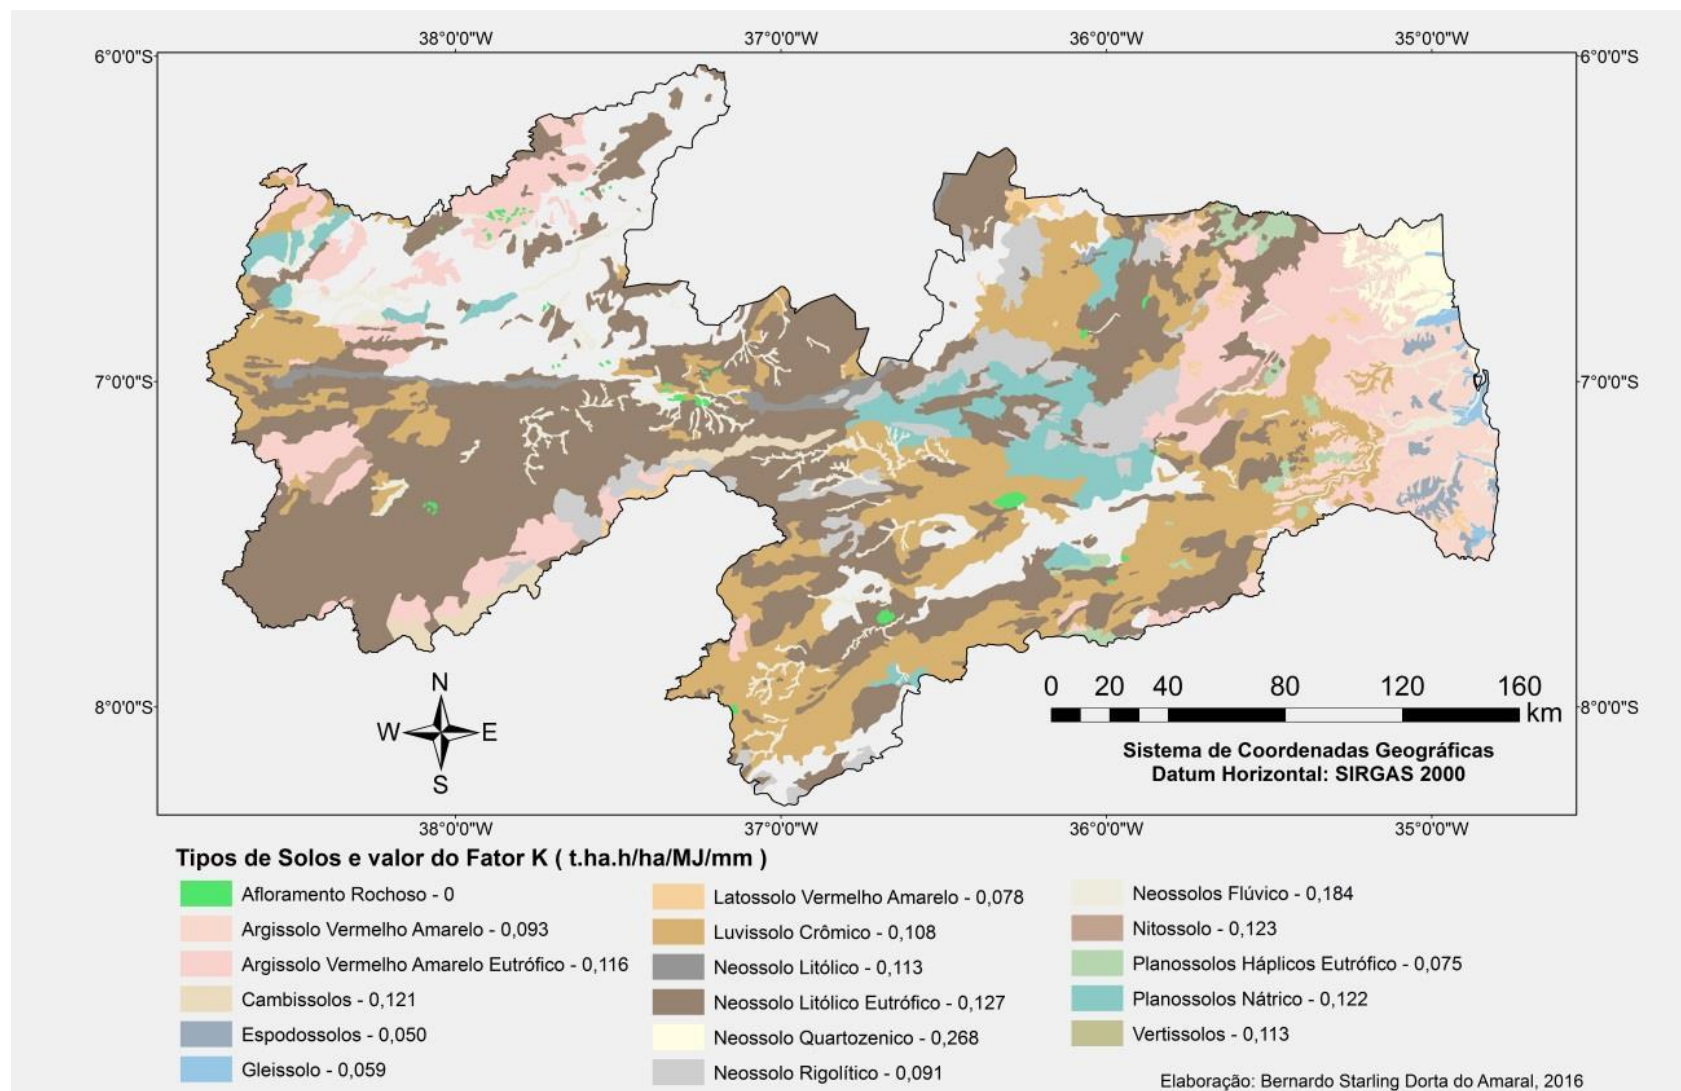 38°0'0"W 37°0'0"W 36°0'0"W 35°0'0"W
6°0'0"S 6°0'0"S
7°0'0"S 7°0'0"S
8°0'0"S 8°0'0"S
N
W E
S
0 20 40 80 120 160
km
Sistema de Coordenadas Geográficas
Datum Horizontal: SIRGAS 2000
38°0'0"W 37°0'0"W 36°0'0"W 35°0'0"W
Tipos de Solos e valor do Fator K ( t.ha.h/ha/MJ/mm )
Afloramento Rochoso - 0
Argissolo Vermelho Amarelo - 0,093
Argissolo Vermelho Amarelo Eutrófico - 0,116
Cambissolos - 0,121
Espodossolos - 0,050
Gleissolo - 0,059
Latossolo Vermelho Amarelo - 0,078
Luvissolo Crômico - 0,108
Neossolo Litólico - 0,113
Neossolo Litólico Eutrófico - 0,127
Neossolo Quartozenico - 0,268
Neossolo Rigolítico - 0,091
Neossolos Flúvico - 0,184
Nitossolo - 0,123
Planossolos Háplicos Eutrófico - 0,075
Planossolos Nátrico - 0,122
Vertissolos - 0,113
Elaboração: Bernardo Starling Dorta do Amaral, 2016